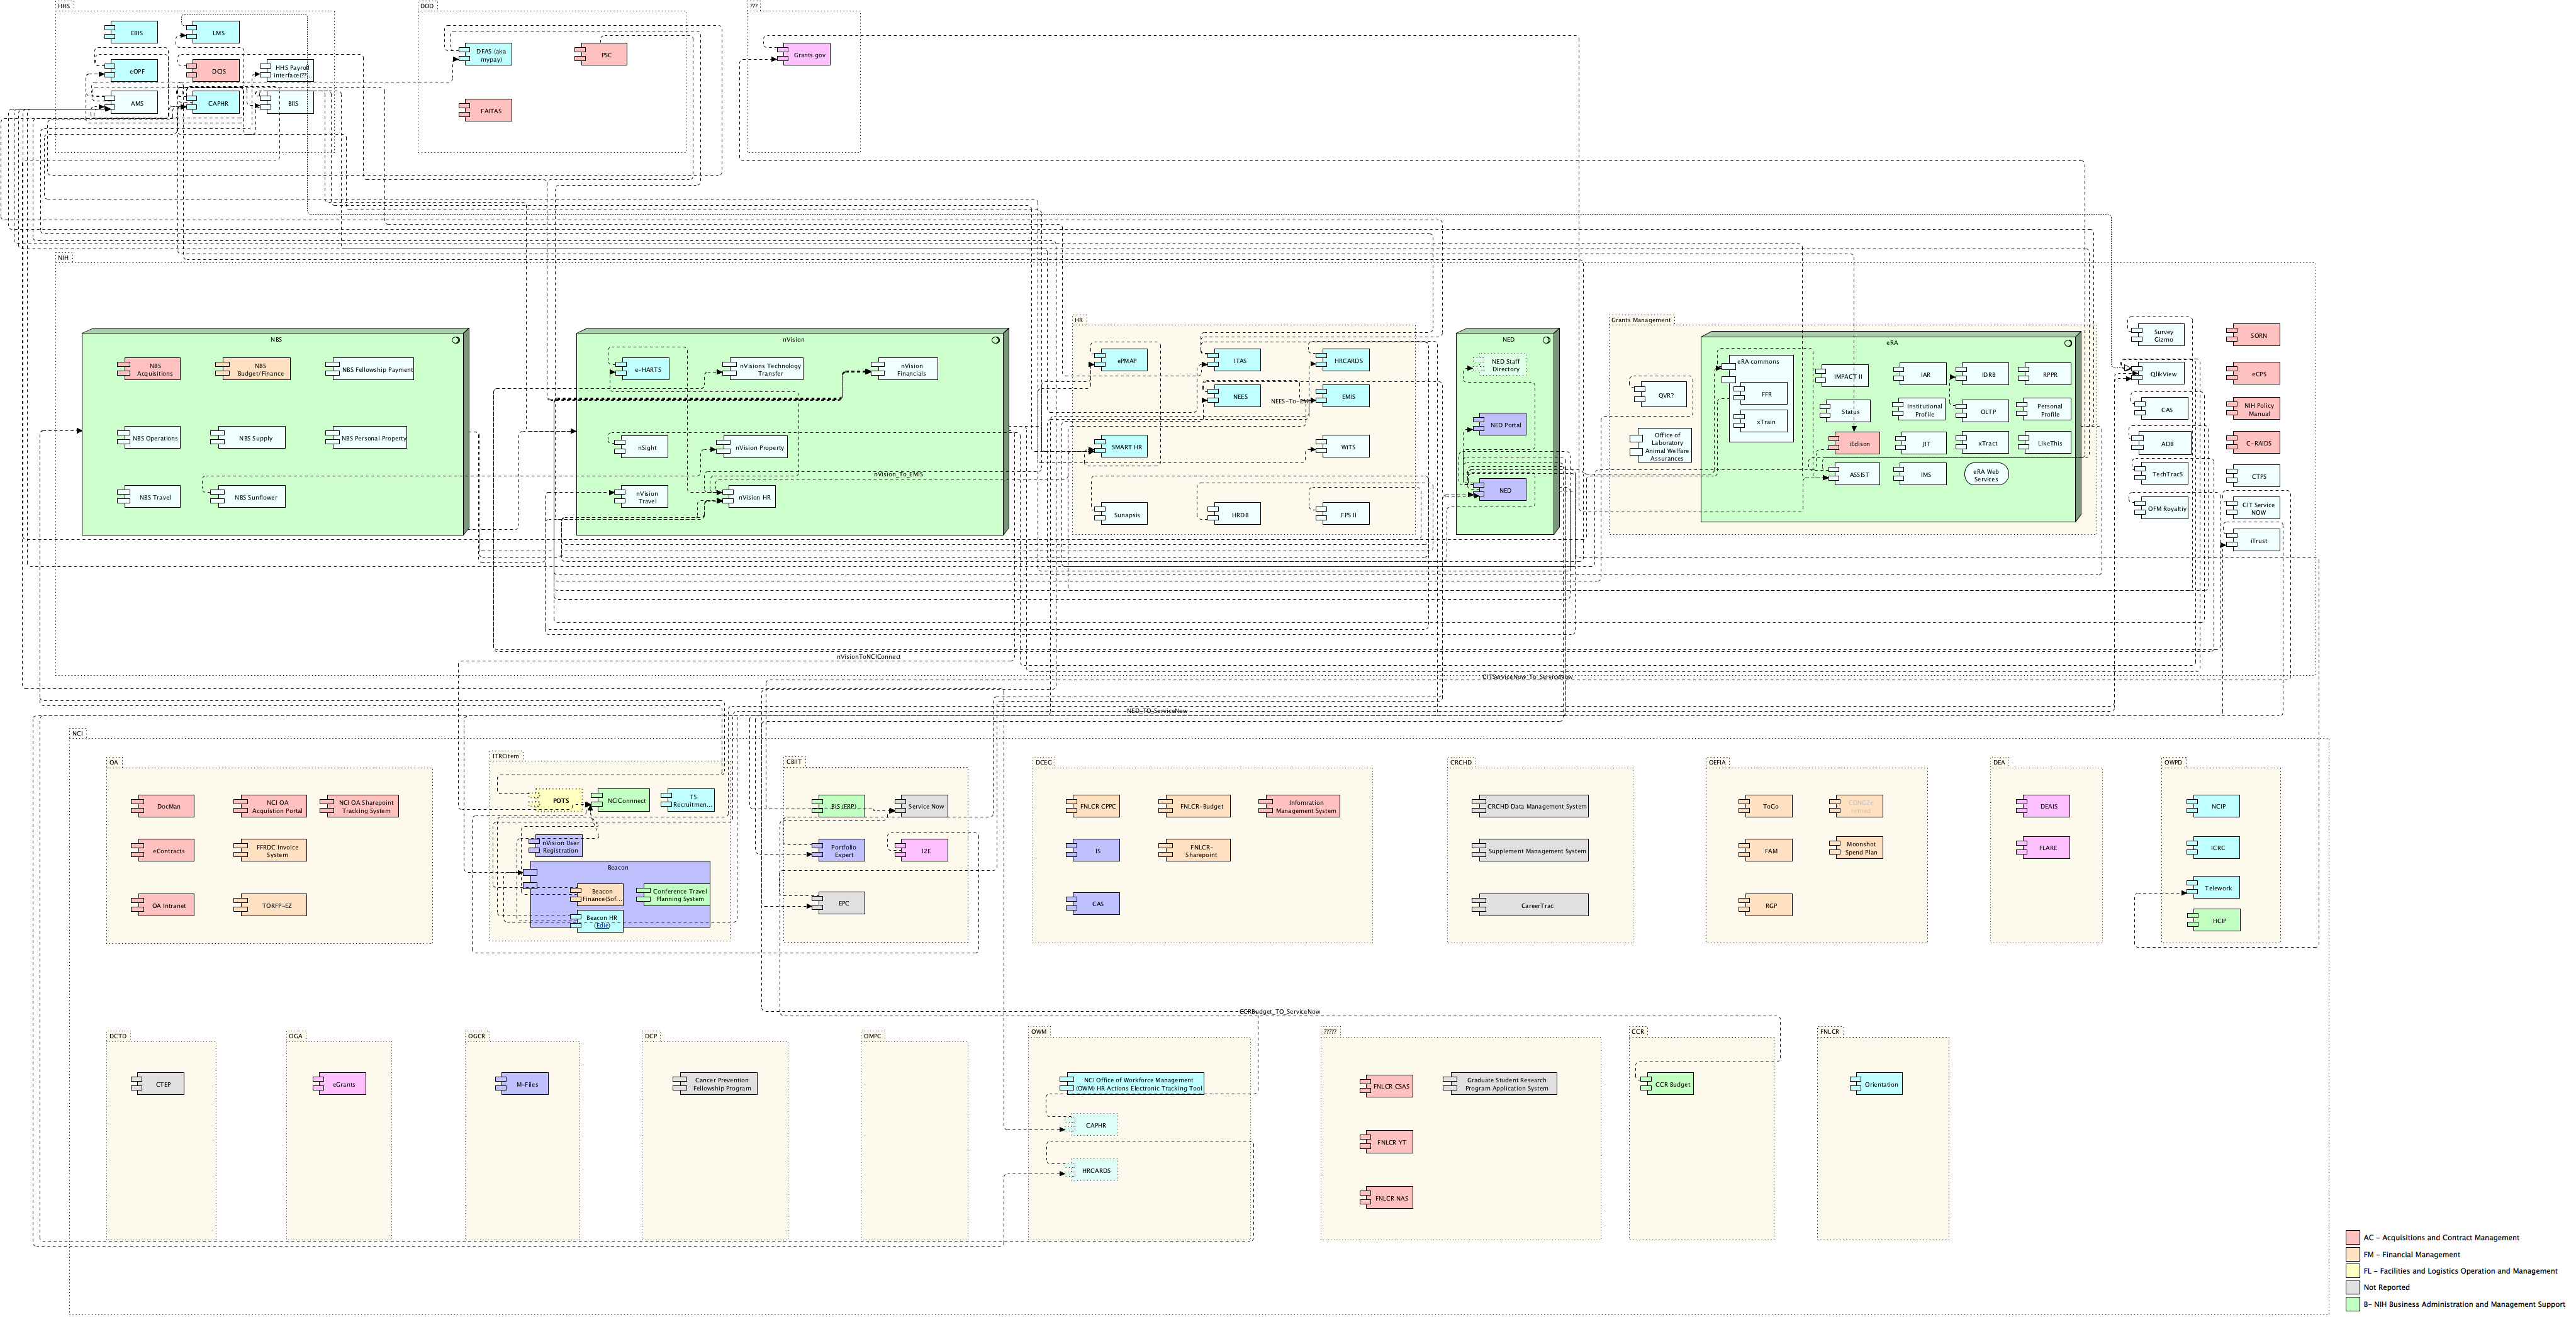 HHS
EBIS
LMS
eOPF
DCIS
HHS Payroll
interface(??...
AMS
CAPHR
BIIS
DOD
DFAS (aka
mypay)
PSC
FAITAS
???
Grants.gov
NIH
NBS
NBS
Acquisitions
NBS
Budget/Finance
NBS Fellowship Payment
NBS Operations
NBS Supply
NBS Personal Property
NBS Travel
NBS Sunflower
nVision
e-HARTS
nVisions Technology
Transfer
nVision
Financials
nSight
nVision Property
nVision_To_EMIS
nVision
Travel
nVision HR
HR
ePMAP
ITAS
HRCARDS
NEES
NEES-To-EMIS
EMIS
SMART HR
WiTS
Sunapsis
HRDB
FPS II
NED
NED Staff
Directory
NED Portal
NED
Grants Management
QVR?
Office of
Laboratory
Animal Welfare
Assurances
eRA
eRA commons
FFR
xTrain
IMPACT II
IAR
IDRB
RPPR
Status
Institutional
Profile
OLTP
Personal
Profile
iEdison
JIT
xTract
LikeThis
ASSIST
IMS
eRA Web
Services
Survey
Gizmo
QlikView
CAS
ADB
TechTracS
OFM Royaltiy
SORN
eCPS
NIH Policy
Manual
C-RAIDS
CTPS
CIT Service
NOW
iTrust
nVisionToNCIConnect
CITServiceNow_To_ServiceNow
NED-TO_ServiceNow
NCI
OA
DocMan
NCI OA
Acquistion Portal
NCI OA Sharepoint
Tracking System
eContracts
FFRDC Invoice
System
OA Intranet
TORFP-EZ
ITRCitem
POTS
NCIConnnect
TS
Recruitmen...
nVision User
Registration
Beacon
Beacon
Finance(Sof...
Conference Travel
Planning System
Beacon HR
(Edie)
CBIIT
BIS (EBP)
Service Now
Portfolio
Expert
I2E
EPC
DCEG
FNLCR CPPC
FNLCR-Budget
Infomration
Management System
IS
FNLCR-
Sharepoint
CAS
CRCHD
CRCHD Data Management System
Supplement Management System
CareerTrac
OEFIA
ToGo
FAM
Moonshot
Spend Plan
RGP
DEA
DEAIS
FLARE
OWPD
NCIP
ICRC
Telework
HCIP
CCRBudget_TO_ServiceNow
DCTD
CTEP
OGA
eGrants
OGCR
M-Files
DCP
Cancer Prevention
Fellowship Program
OMPC
OWM
NCI Office of Workforce Management
(OWM) HR Actions Electronic Tracking Tool
CAPHR
HRCARDS
?????
FNLCR CSAS
Graduate Student Research
Program Application System
FNLCR YT
FNLCR NAS
CCR
CCR Budget
FNLCR
Orientation
AC - Acquisitions and Contract Management
FM - Financial Management
FL - Facilities and Logistics Operation and Management
Not Reported
B- NIH Business Administration and Management Support